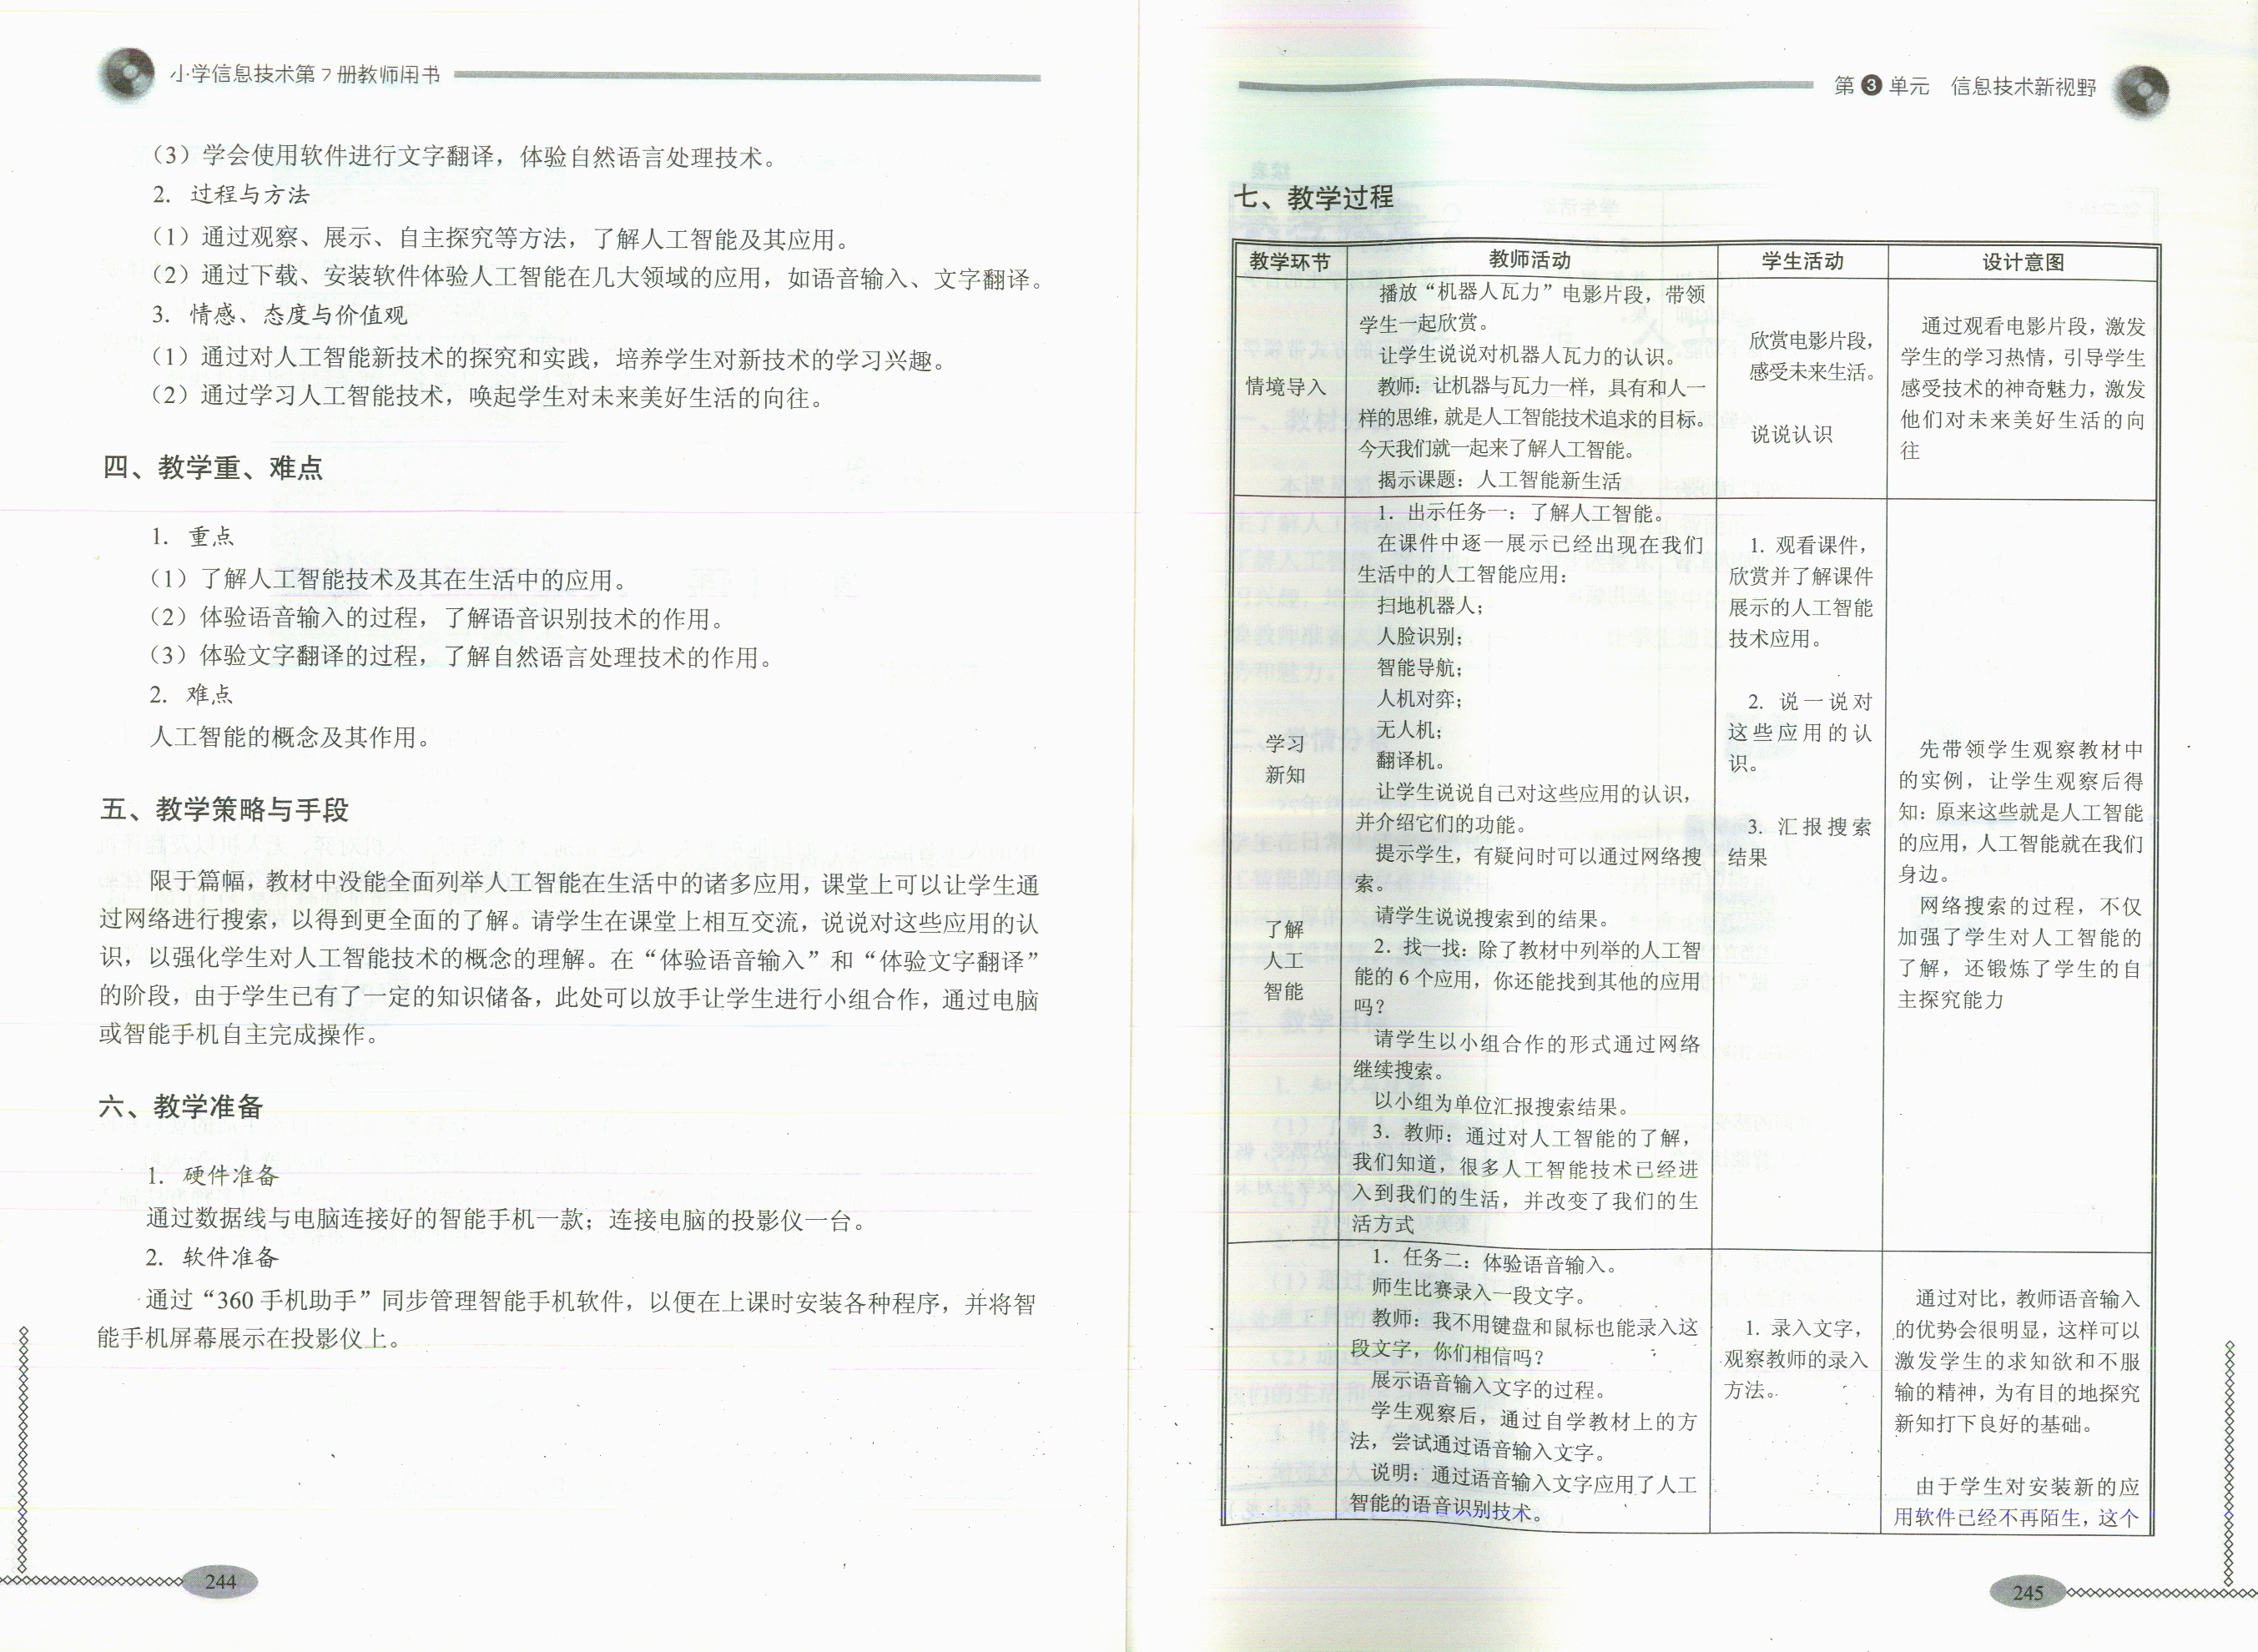 小学信息技术第7册教师用书
（3）学会使用软件进行文字翻译，体验自然语言处理技术。
2. 过程与方法
（1）通过观察、展示、自主探究等方法，了解人工智能及其应用。
（2）通过下载、安装软件体验人工智能在几大领域的应用，如语音输入、文字翻译。
3. 情感、态度与价值观
（1）通过对人工智能新技术的探究和实践，培养学生对新技术的学习兴趣。
（2）通过学习人工智能技术，唤起学生对未来美好生活的向往。
四、教学重、难点
1. 重点
（1）了解人工智能技术及其在生活中的应用。
（2）体验语音输入的过程，了解语音识别技术的作用。
（3）体验文字翻译的过程，了解自然语言处理技术的作用。
2. 难点
人工智能的概念及其作用。
五、教学策略与手段
限于篇幅，教材中没能全面列举人工智能在生活中的诸多应用，课堂上可以让学生通
过网络进行搜索，以得到更全面的了解。请学生在课堂上相互交流，说说对这些应用的认
识，以强化学生对人工智能技术的概念的理解。在“体验语音输入”和“体验文字翻译”
的阶段，由于学生已有了一定的知识储备，此处可以放手让学生进行小组合作，通过电脑
或智能手机自主完成操作。
六、教学准备
1. 硬件准备
通过数据线与电脑连接好的智能手机一款；连接电脑的投影仪一台。
2. 软件准备
通过“360 手机助手”同步管理智能手机软件，以便在上课时安装各种程序，并将智
能手机屏幕展示在投影仪上。
244
第3单元 信息技术新视野
七、教学过程
教学环节
教师活动
学生活动
设计意图
情境导入
播放“机器人瓦力”电影片段，带领
学生一起欣赏。
让学生说说对机器人瓦力的认识。
教师：让机器与瓦力一样，具有和人一
样的思维，就是人工智能技术追求的目标。
今天我们就一起来了解人工智能。
揭示课题：人工智能新生活
欣赏电影片段，
感受未来生活。
说说认识
通过观看电影片段，激发
学生的学习热情，引导学生
感受技术的神奇魅力，激发
他们对未来美好生活的向
往
学习
新知
了解
人工
智能
1. 出示任务一：了解人工智能。
在课件中逐一展示已经出现在我们
生活中的人工智能应用：
扫地机器人；
人脸识别；
智能导航；
人机对弈；
无人机；
翻译机。
让学生说说自己对这些应用的认识，
并介绍它们的功能。
提示学生，有疑问时可以通过网络搜
索。
请学生说说搜索到的结果。
2. 找一找：除了教材中列举的人工智
能的 6 个应用，你还能找到其他的应用
吗？
请学生以小组合作的形式通过网络
继续搜索。
以小组为单位汇报搜索结果。
3. 教师：通过对人工智能的了解，
我们知道，很多人工智能技术已经进
入到我们的生活，并改变了我们的生
活方式
1. 观看课件，
欣赏并了解课件
展示的人工智能
技术应用。
2. 说一说对
这些应用的认
识。
3. 汇报搜索
结果
先带领学生观察教材中
的实例，让学生观察后得
知：原来这些就是人工智能
的应用，人工智能就在我们
身边。
网络搜索的过程，不仅
加强了学生对人工智能的
了解，还锻炼了学生的自
主探究能力
1. 任务二：体验语音输入。
师生比赛录入一段文字。
教师：我不用键盘和鼠标也能录入这
段文字，你们相信吗？
展示语音输入文字的过程。
学生观察后，通过自学教材上的方
法，尝试通过语音输入文字。
说明：通过语音输入文字应用了人工
智能的语音识别技术。
1. 录入文字，
观察教师的录入
方法。
通过对比，教师语音输入
的优势会很明显，这样可以
激发学生的求知欲和不服
输的精神，为有目的地探究
新知打下良好的基础。
由于学生对安装新的应
用软件已经不再陌生，这个
245